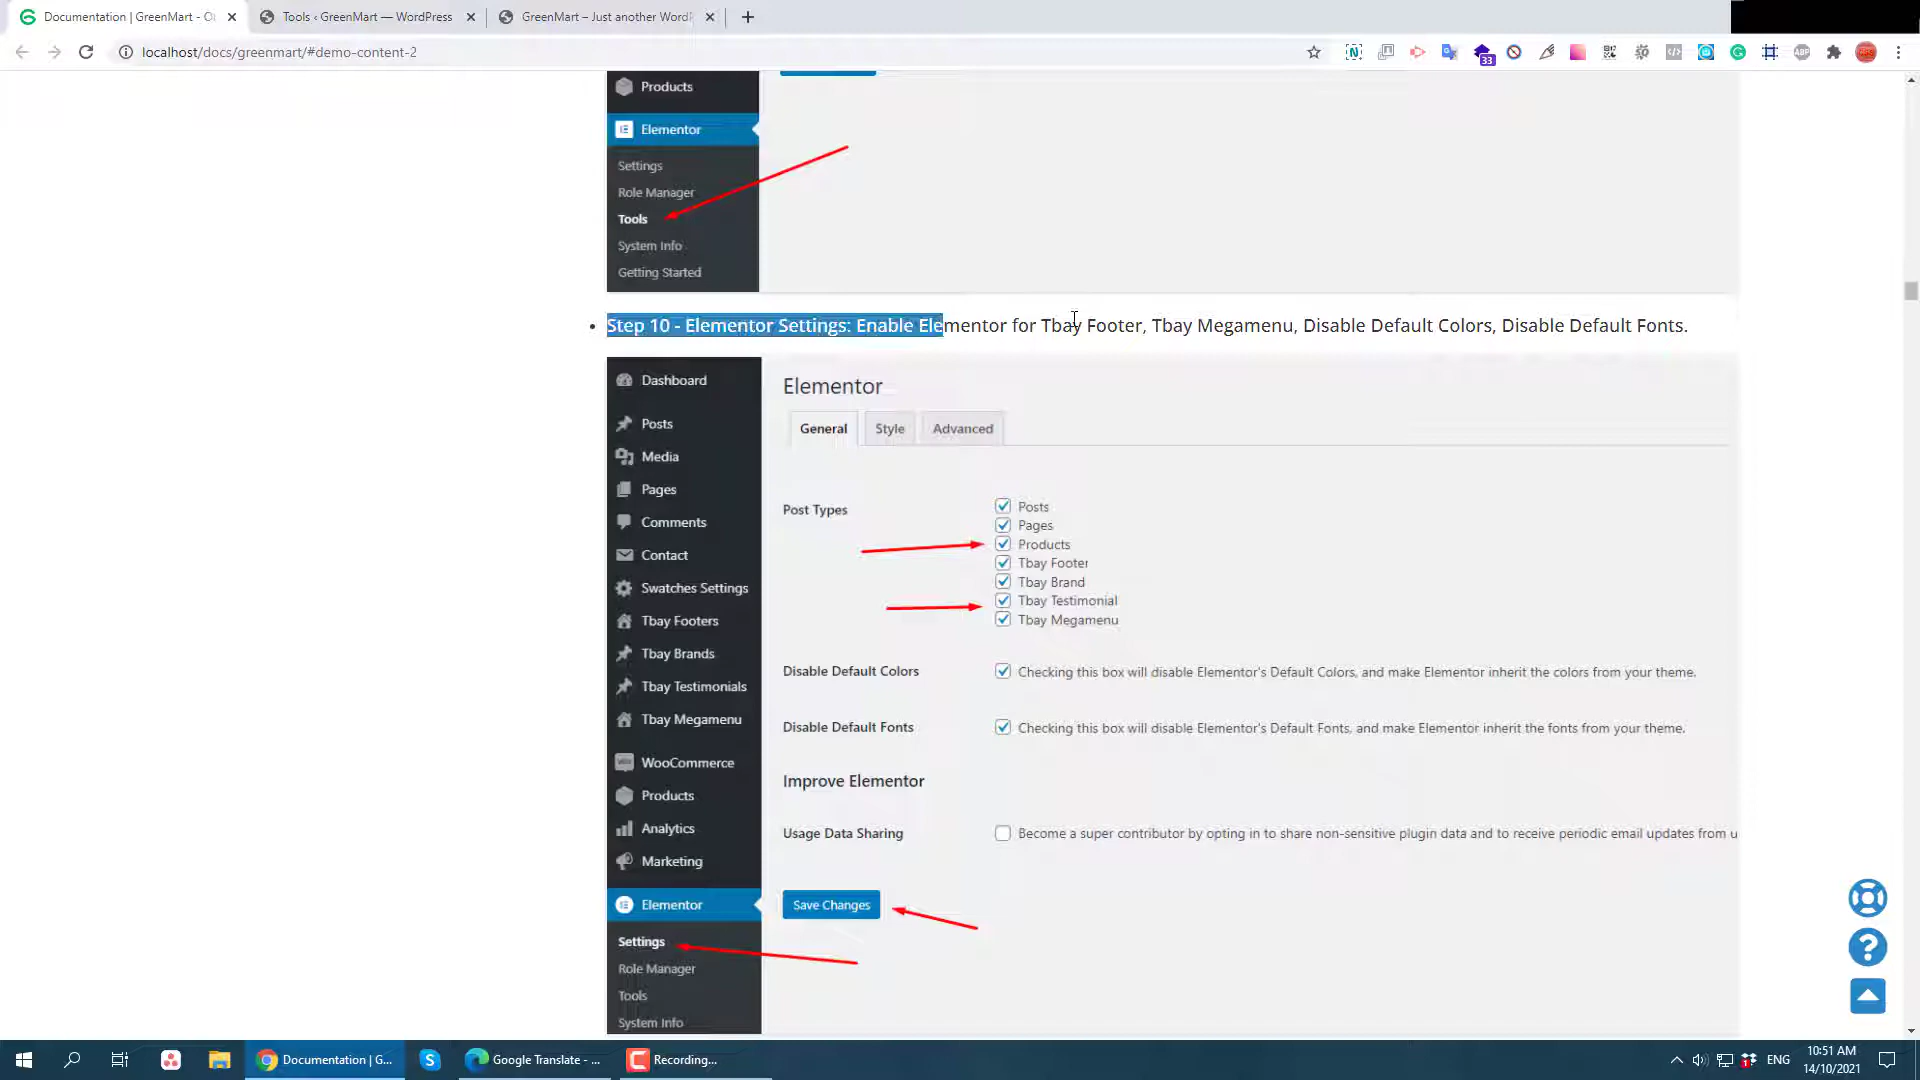 Documentation | GreenMart - O
Tools ‹ GreenMart — WordPress
GreenMart – Just another Word
localhost/docs/greenmart/#demo-content-2
33
ABP
Products
Elementor
Settings
Role Manager
Tools
System Info
Getting Started
• Step 10 - Elementor Settings: Enable Elementor for Tbay Footer, Tbay Megamenu, Disable Default Colors, Disable Default Fonts.
Dashboard
Posts
Media
Pages
Comments
Contact
Swatches Settings
Tbay Footers
Tbay Brands
Tbay Testimonials
Tbay Megamenu
WooCommerce
Products
Analytics
Marketing
Elementor
Settings
Role Manager
Tools
System Info
Elementor
General
Style
Advanced
Post Types
Posts
Pages
Products
Tbay Footer
Tbay Brand
Tbay Testimonial
Tbay Megamenu
Disable Default Colors
Checking this box will disable Elementor's Default Colors, and make Elementor inherit the colors from your theme.
Disable Default Fonts
Checking this box will disable Elementor's Default Fonts, and make Elementor inherit the fonts from your theme.
Improve Elementor
Usage Data Sharing
Become a super contributor by opting in to share non-sensitive plugin data and to receive periodic email updates from u
Save Changes
Documentation | G...
Google Translate - ...
Recording...
ENG
10:51 AM
14/10/2021